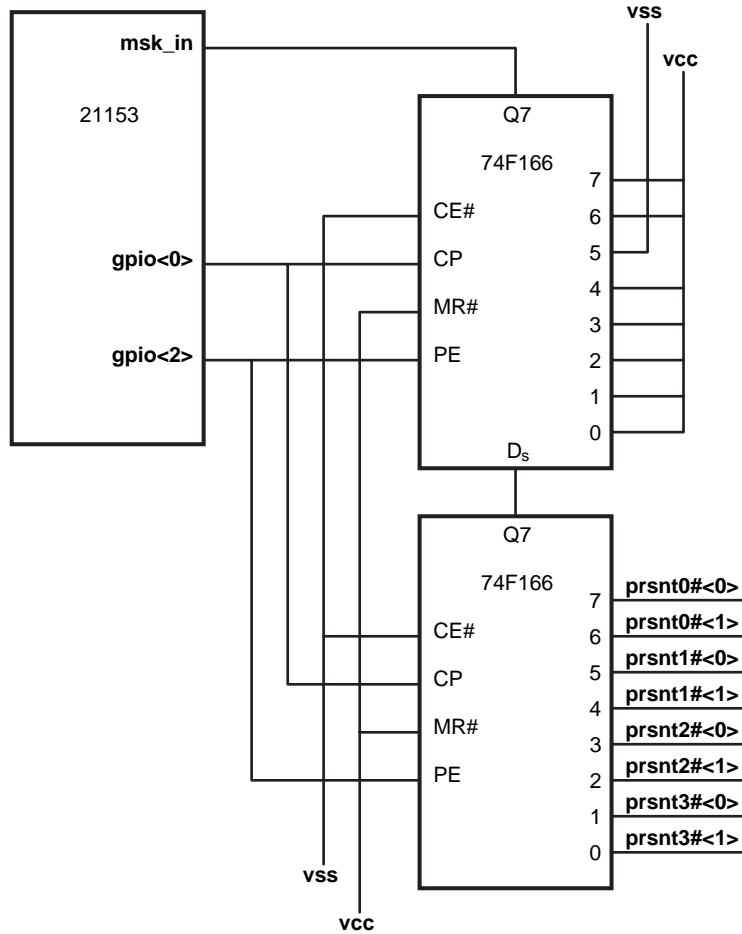 vss
msk_in
vcc
21153
Q7
74F166
7
CE#
6
gpio<0>
CP
5
MR#
4
3
gpio<2>
PE
2
1
0
Ds
Q7
74F166
7
prsnt0#<0>
CE#
6
prsnt0#<1>
CP
5
prsnt1#<0>
4
prsnt1#<1>
MR#
3
prsnt2#<0>
PE
2
prsnt2#<1>
1
prsnt3#<0>
0
prsnt3#<1>
vss
vcc